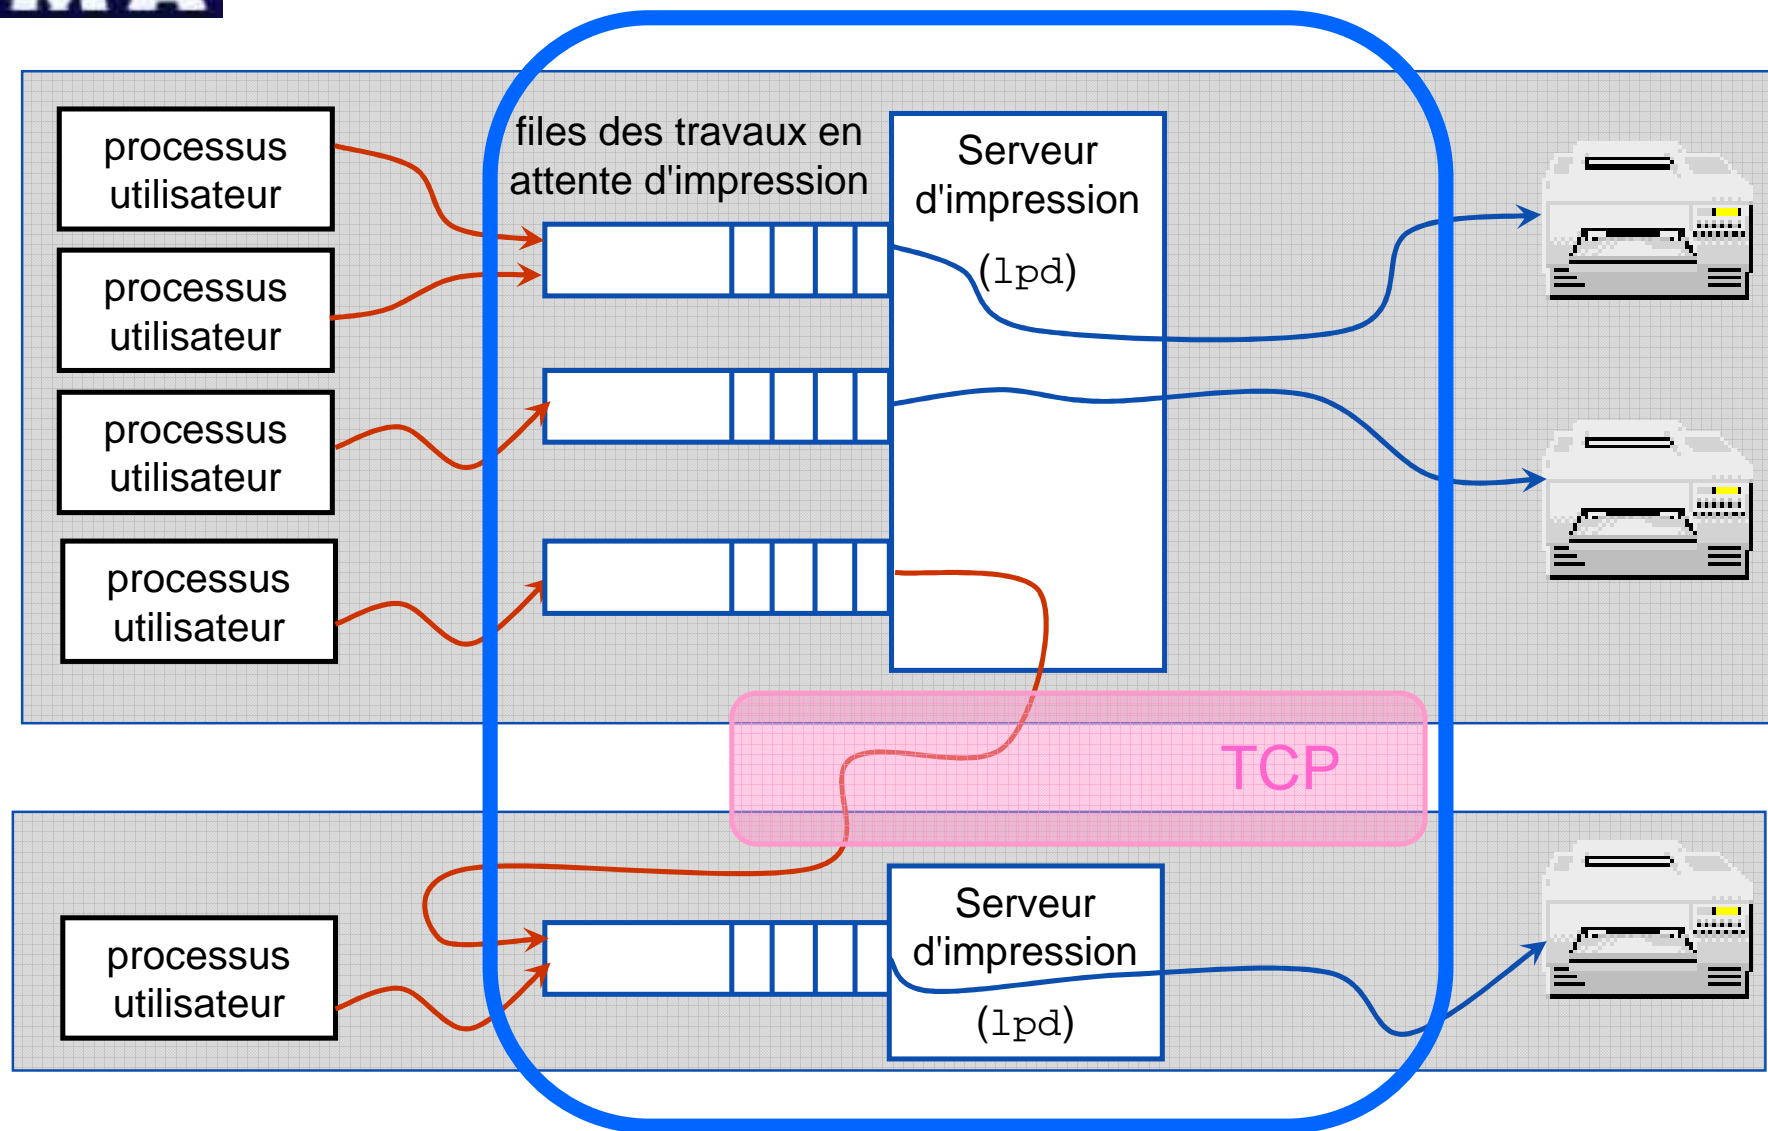 processus
utilisateur
files des travaux en
attente d'impression
Serveur
d'impression
(lpd)
processus
utilisateur
processus
utilisateur
processus
utilisateur
TCP
processus
utilisateur
Serveur
d'impression
(lpd)